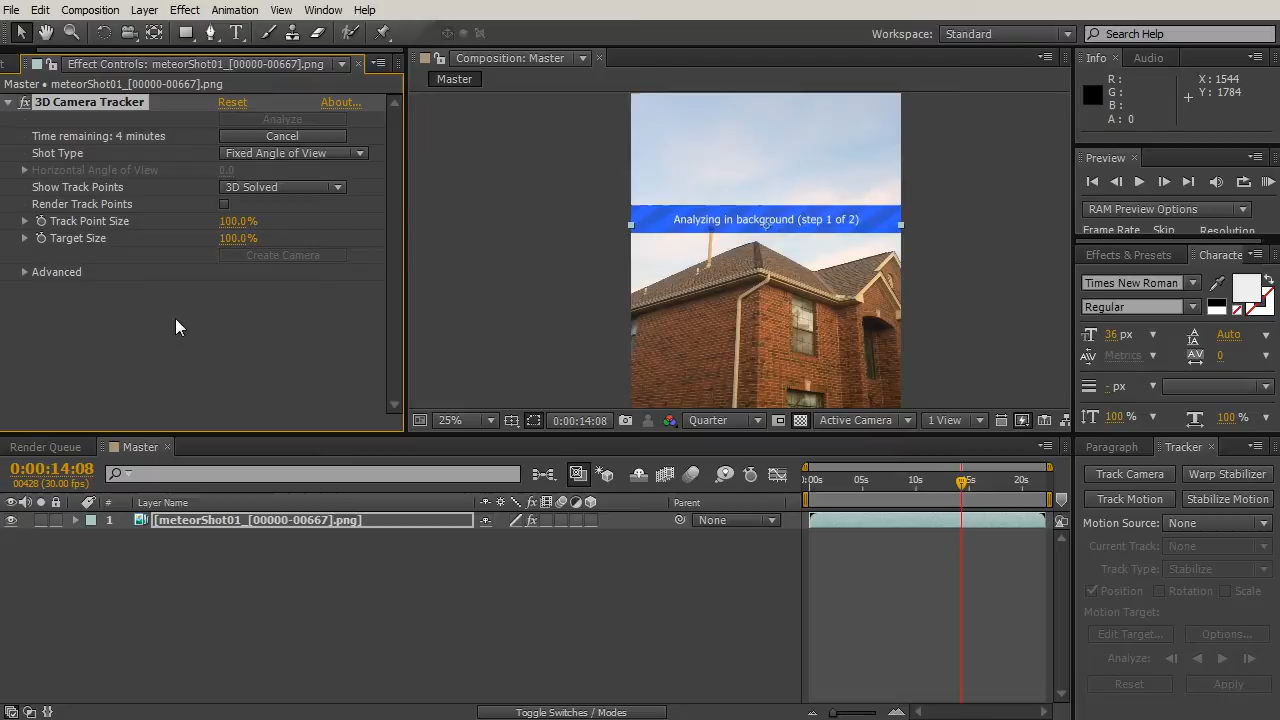 File Edit Composition Layer Effect Animation View Window Help
Workspace: Standard
Search Help
Effect Controls: meteorShot01_[00000-00667].png
Composition: Master
Info Audio
Master • meteorShot01_[00000-00667].png
Master
R:
G:
B:
A: 0
X: 1544
Y: 1784
fx 3D Camera Tracker Reset About...
Analyze
Time remaining: 4 minutes Cancel
Shot Type Fixed Angle of View
Horizontal Angle of View 0.0
Show Track Points 3D Solved
Render Track Points
Track Point Size 100.0%
Target Size 100.0%
Create Camera
Advanced
Analyzing in background (step 1 of 2)
Preview
RAM Preview Options
Frame Rate Skip Resolution
Effects & Presets Characte
Times New Roman
Regular
36 px Auto
Metrics 0
- px
100 % 100 %
25% 0:00:14:08 Quarter Active Camera 1 View
Render Queue Master
Paragraph Tracker
0:00:14:08
00428 (30.00 fps)
:00s 05s 10s 5s 20s
# Layer Name Parent
1 [meteorShot01_[00000-00667].png] fx None
Track Camera Warp Stabilizer
Track Motion Stabilize Motion
Motion Source: None
Current Track: None
Track Type: Stabilize
Position Rotation Scale
Motion Target:
Edit Target... Options...
Analyze:
Reset Apply
Toggle Switches / Modes